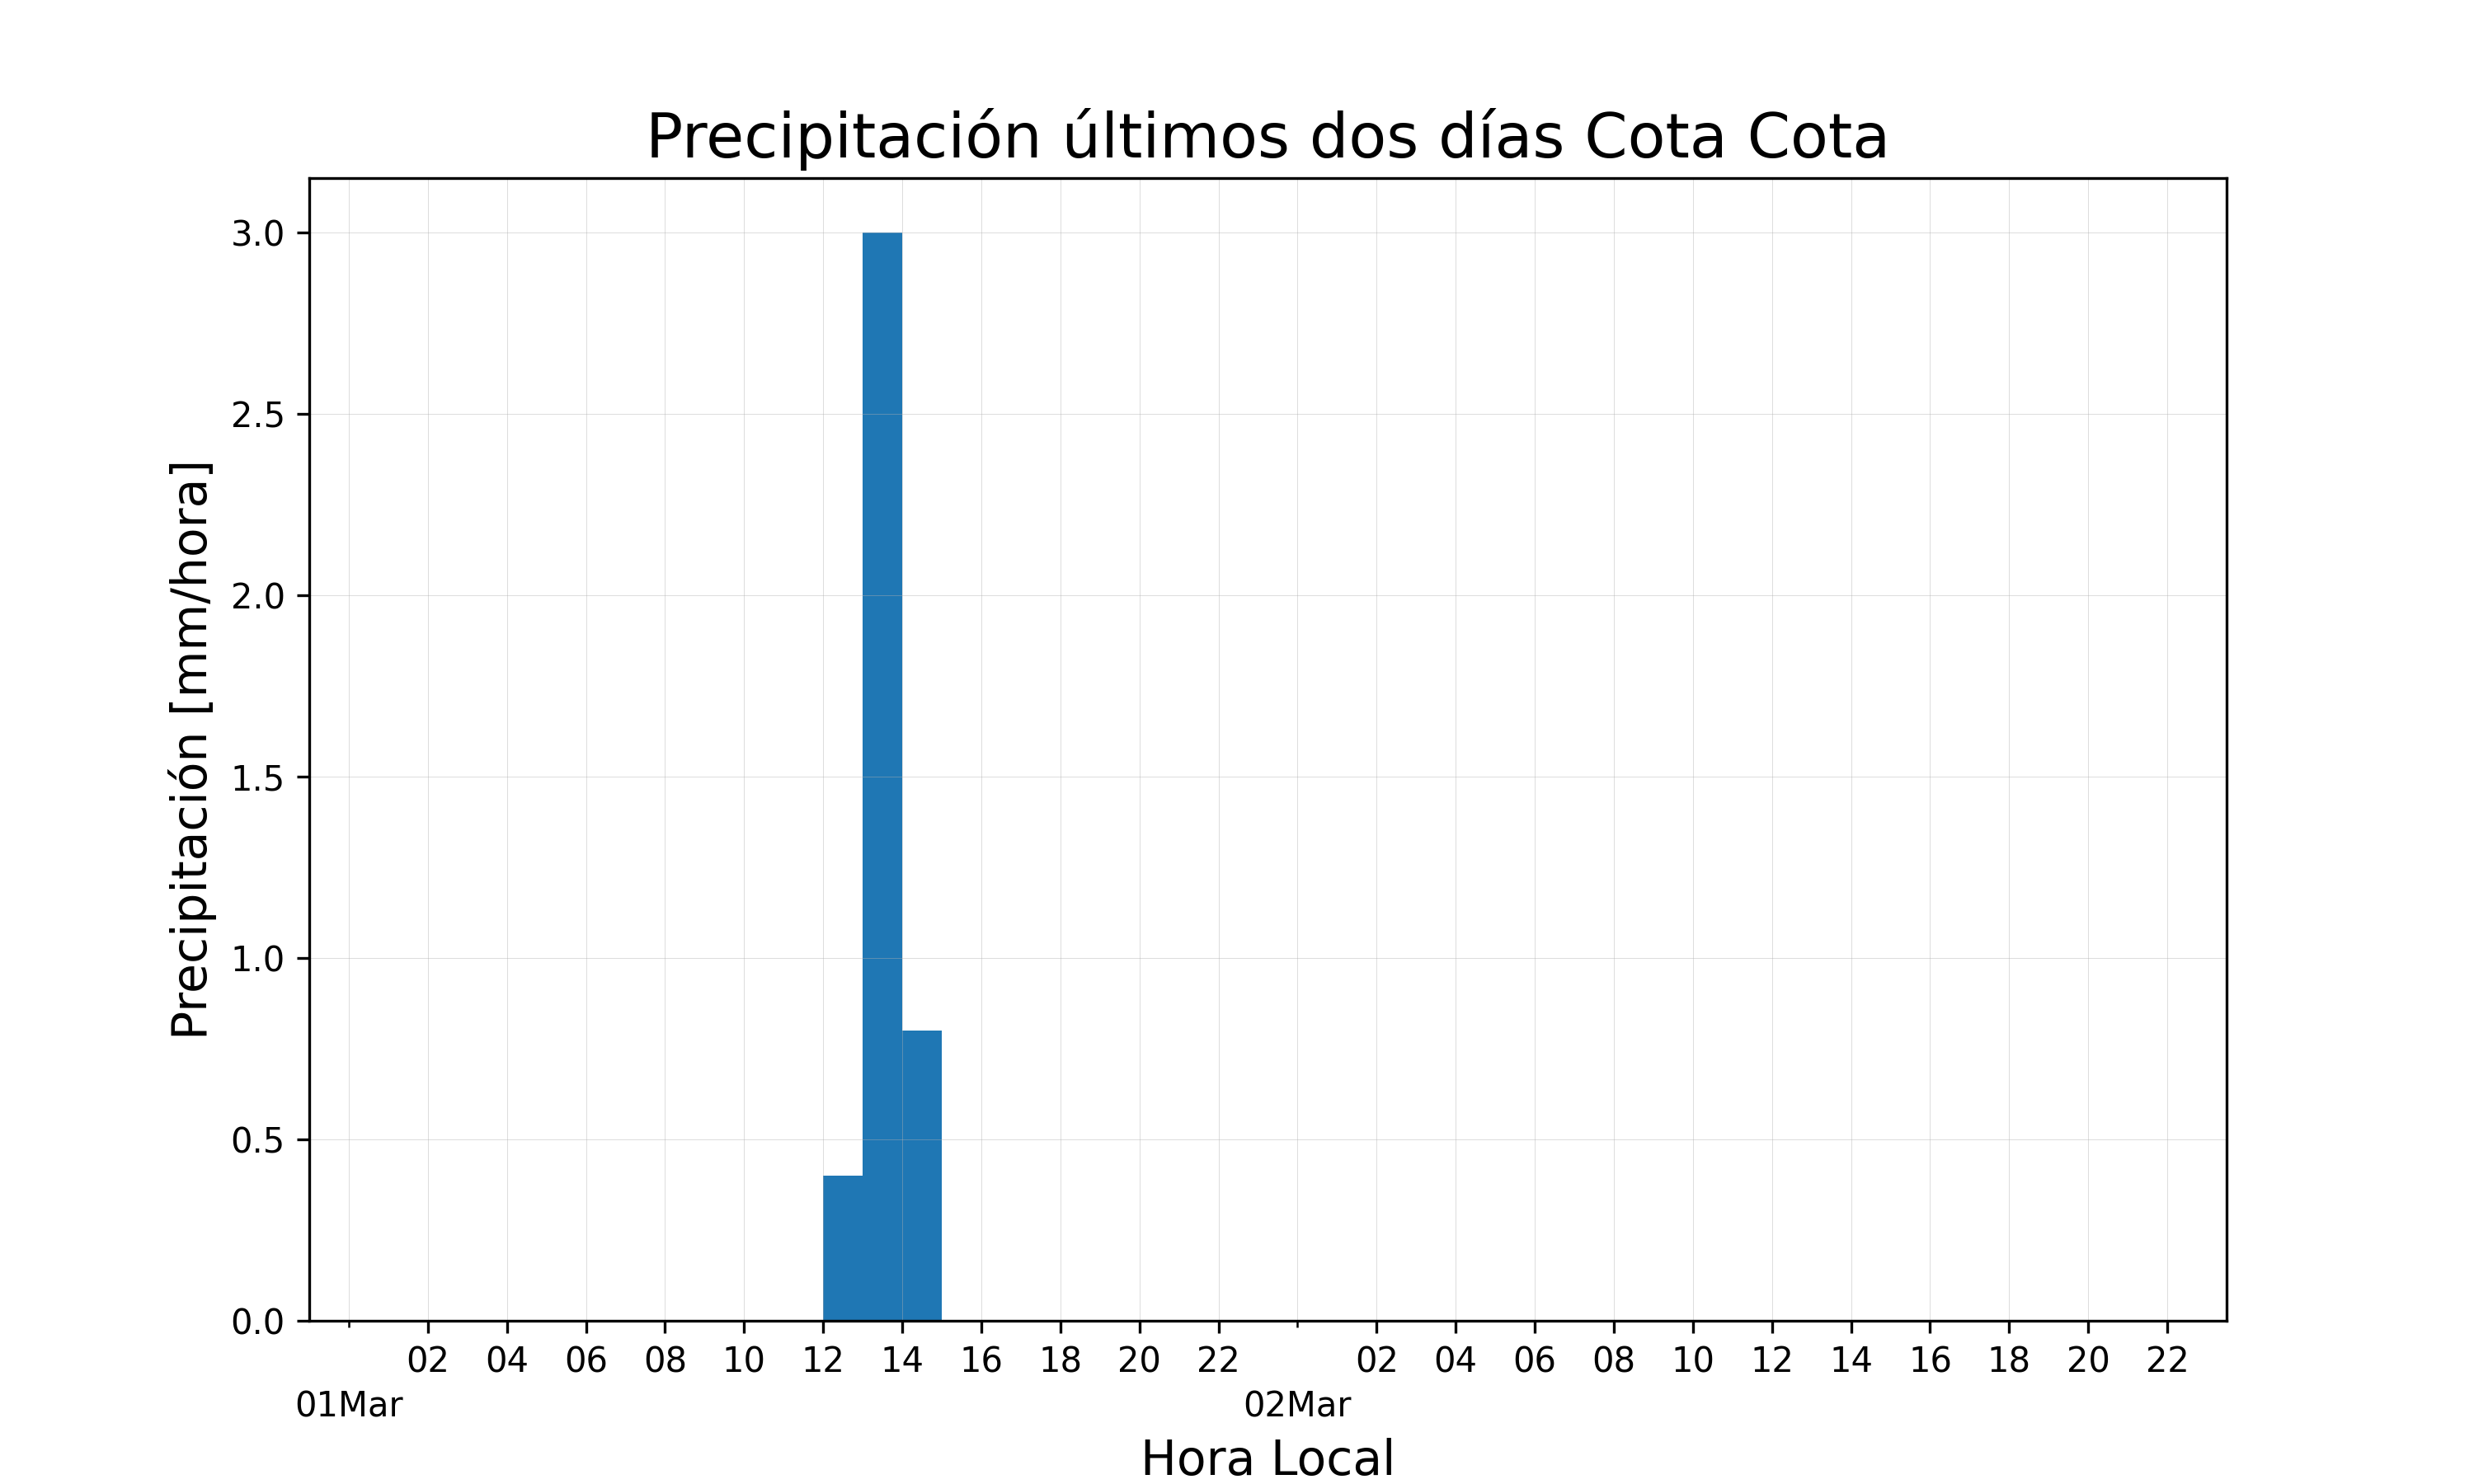 Precipitación últimos dos días Cota Cota
Precipitación [mm/hora]
3.0
2.5
2.0
1.5
1.0
0.5
0.0
02 04 06 08 10 12 14 16 18 20 22 02 04 06 08 10 12 14 16 18 20 22
01Mar 02Mar
Hora Local